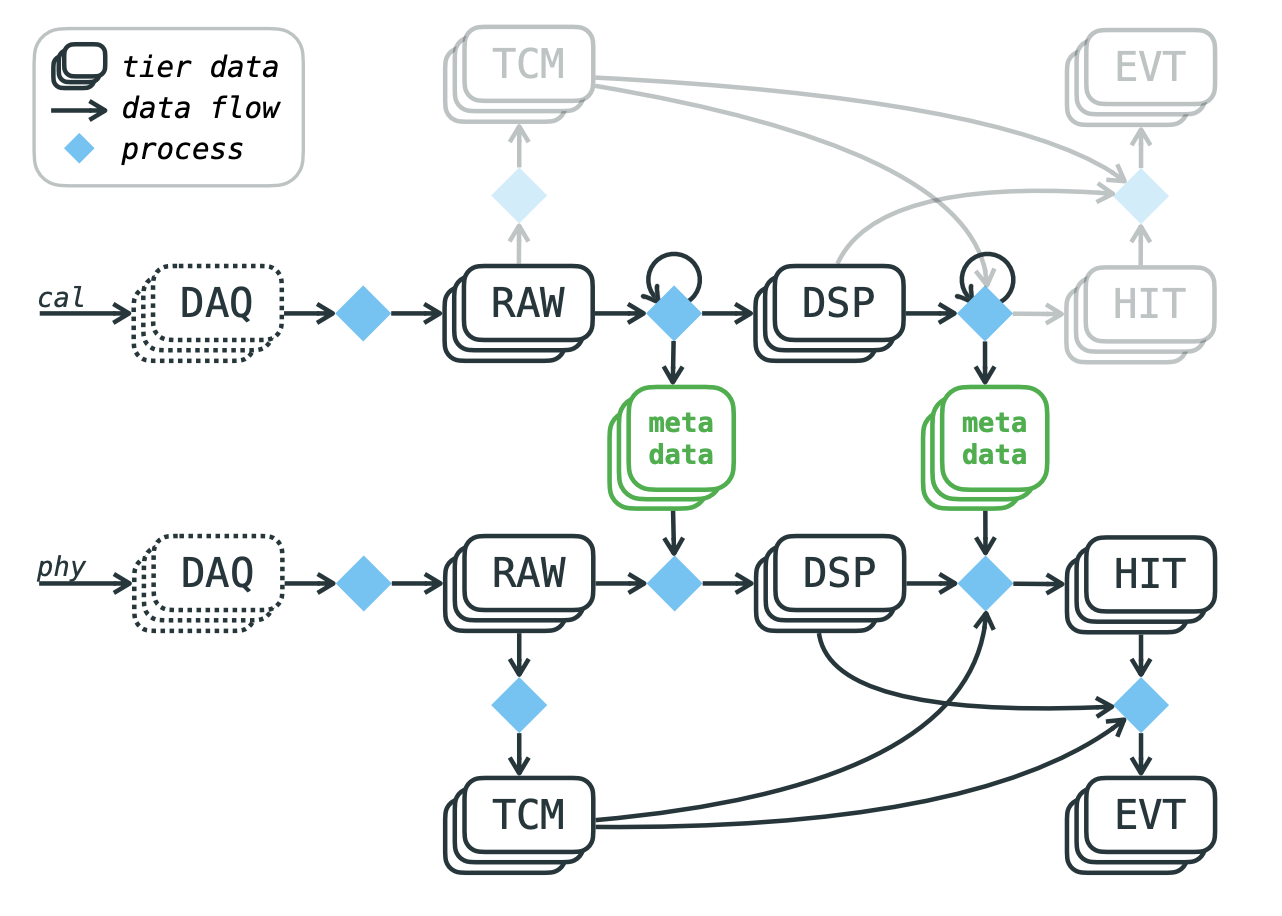 tier data
data flow
process
TCM
EVT
cal
DAQ
RAW
DSP
HIT
meta
data
meta
data
phy
DAQ
RAW
DSP
HIT
TCM
EVT